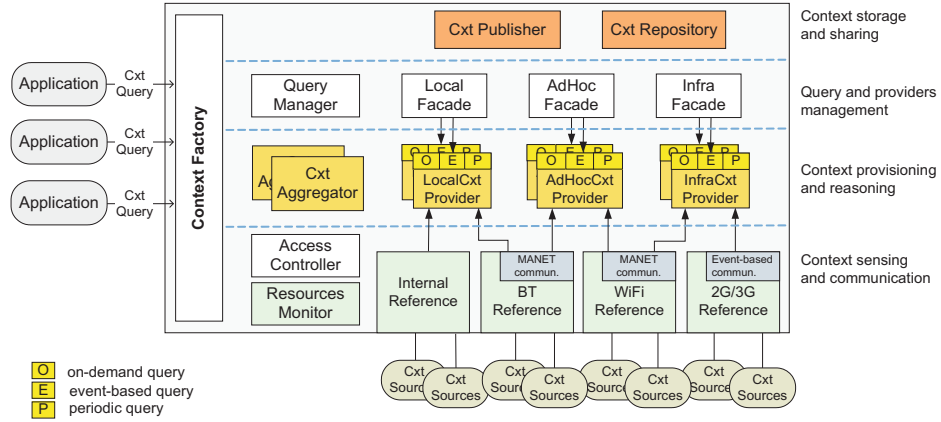 Cxt Publisher
Cxt Repository
Context storage
and sharing
Application
Cxt
Query
Application
Cxt
Query
Application
Cxt
Query
Context Factory
Query
Manager
Local
Facade
AdHoc
Facade
Infra
Facade
Query and providers
management
Cxt
Aggregator
Ag
O E P
O E P
LocalCxt
Provider
O E P
O E P
AdHocCxt
Provider
O E P
O E P
InfraCxt
Provider
Context provisioning
and reasoning
Access
Controller
Resources
Monitor
Internal
Reference
MANET
commun.
BT
Reference
MANET
commun.
WiFi
Reference
Event-based
commun.
2G/3G
Reference
Context sensing
and communication
Cxt
Sources
Cxt
Sources
Cxt
Sources
Cxt
Sources
Cxt
Sources
Cxt
Sources
Cxt
Sources
Cxt
Sources
O on-demand query
E event-based query
P periodic query